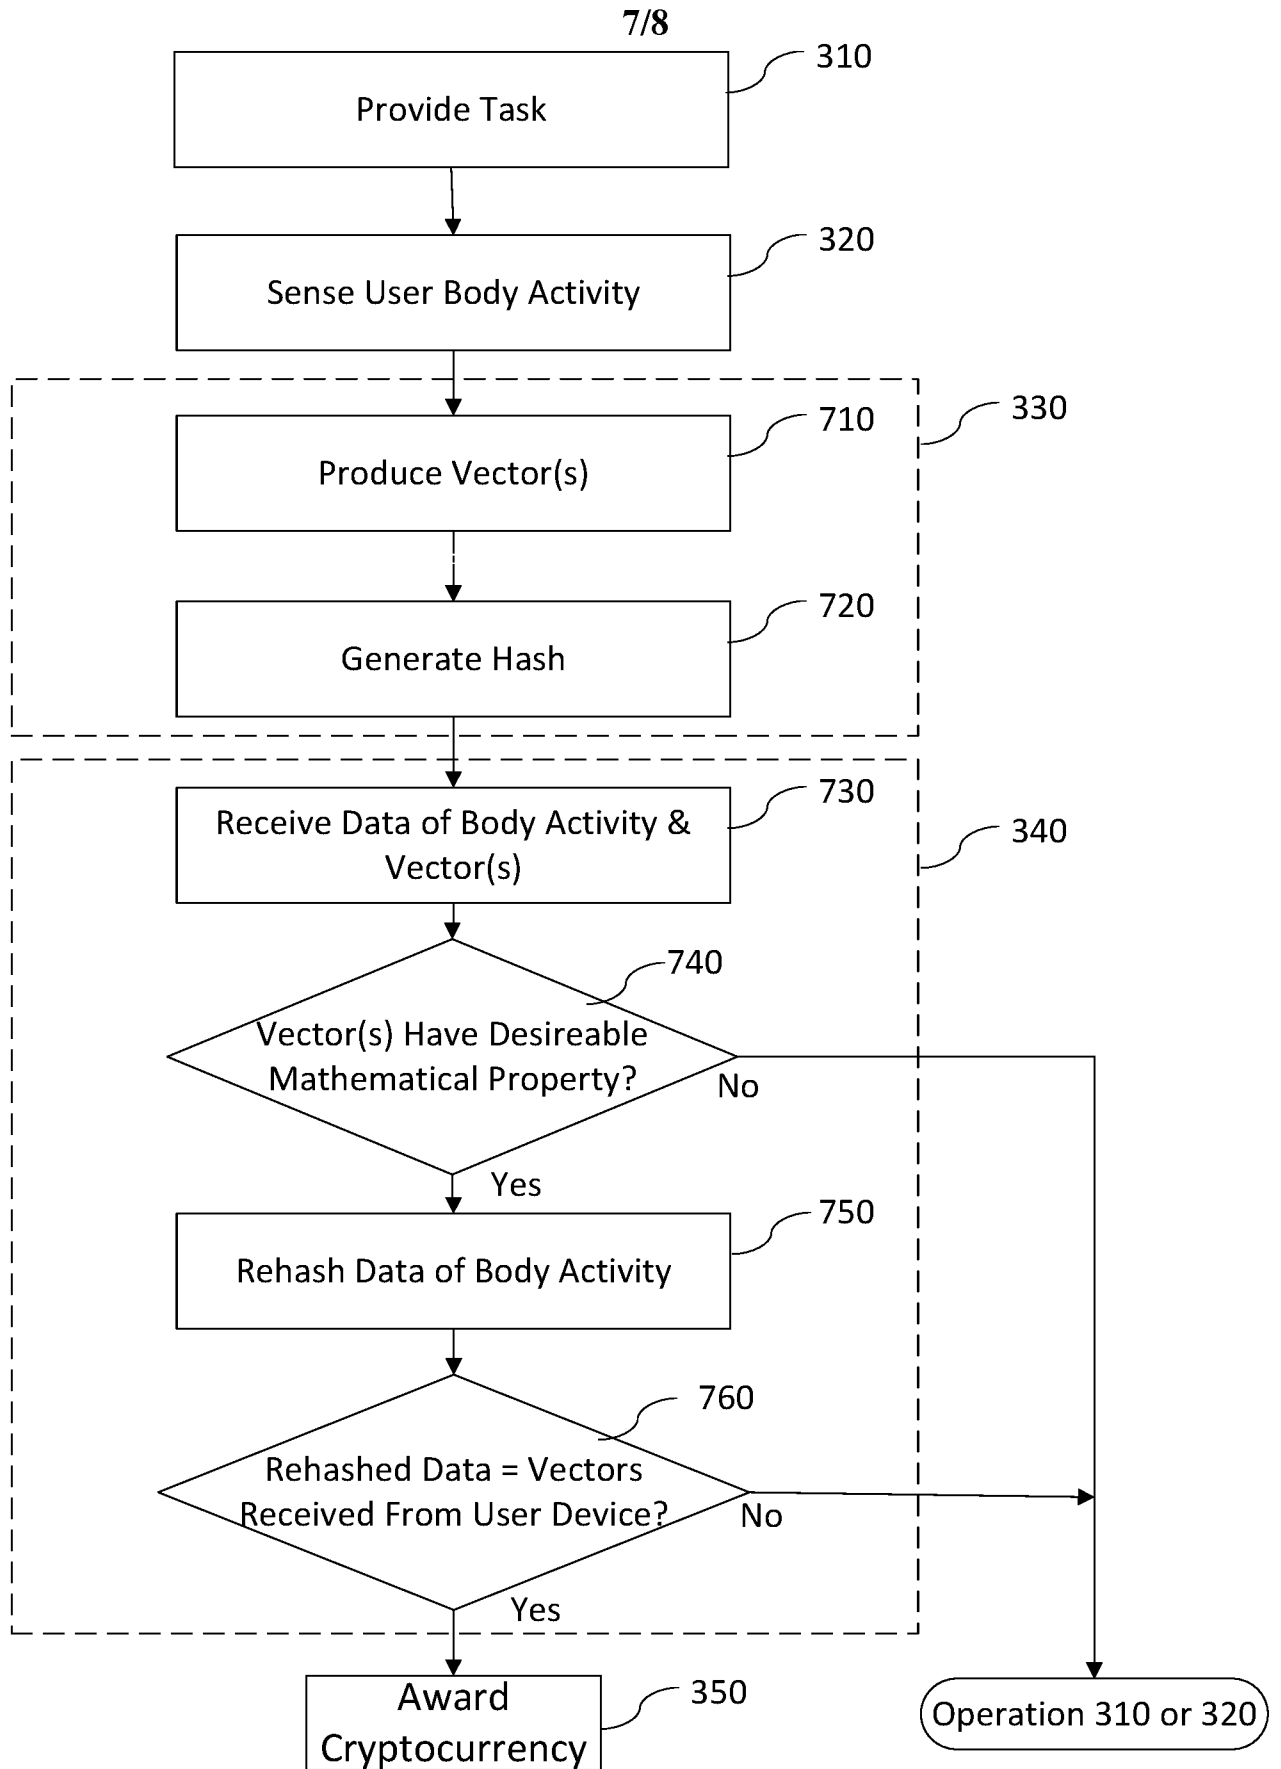 7/8
310
Provide Task
320
Sense User Body Activity
330
710
Produce Vector(s)
720
Generate Hash
730
Receive Data of Body Activity &
Vector(s)
340
740
Vector(s) Have Desireable
Mathematical Property?
No
Yes
750
Rehash Data of Body Activity
760
Rehashed Data = Vectors
Received From User Device?
No
Yes
350
Award
Cryptocurrency
Operation 310 or 320